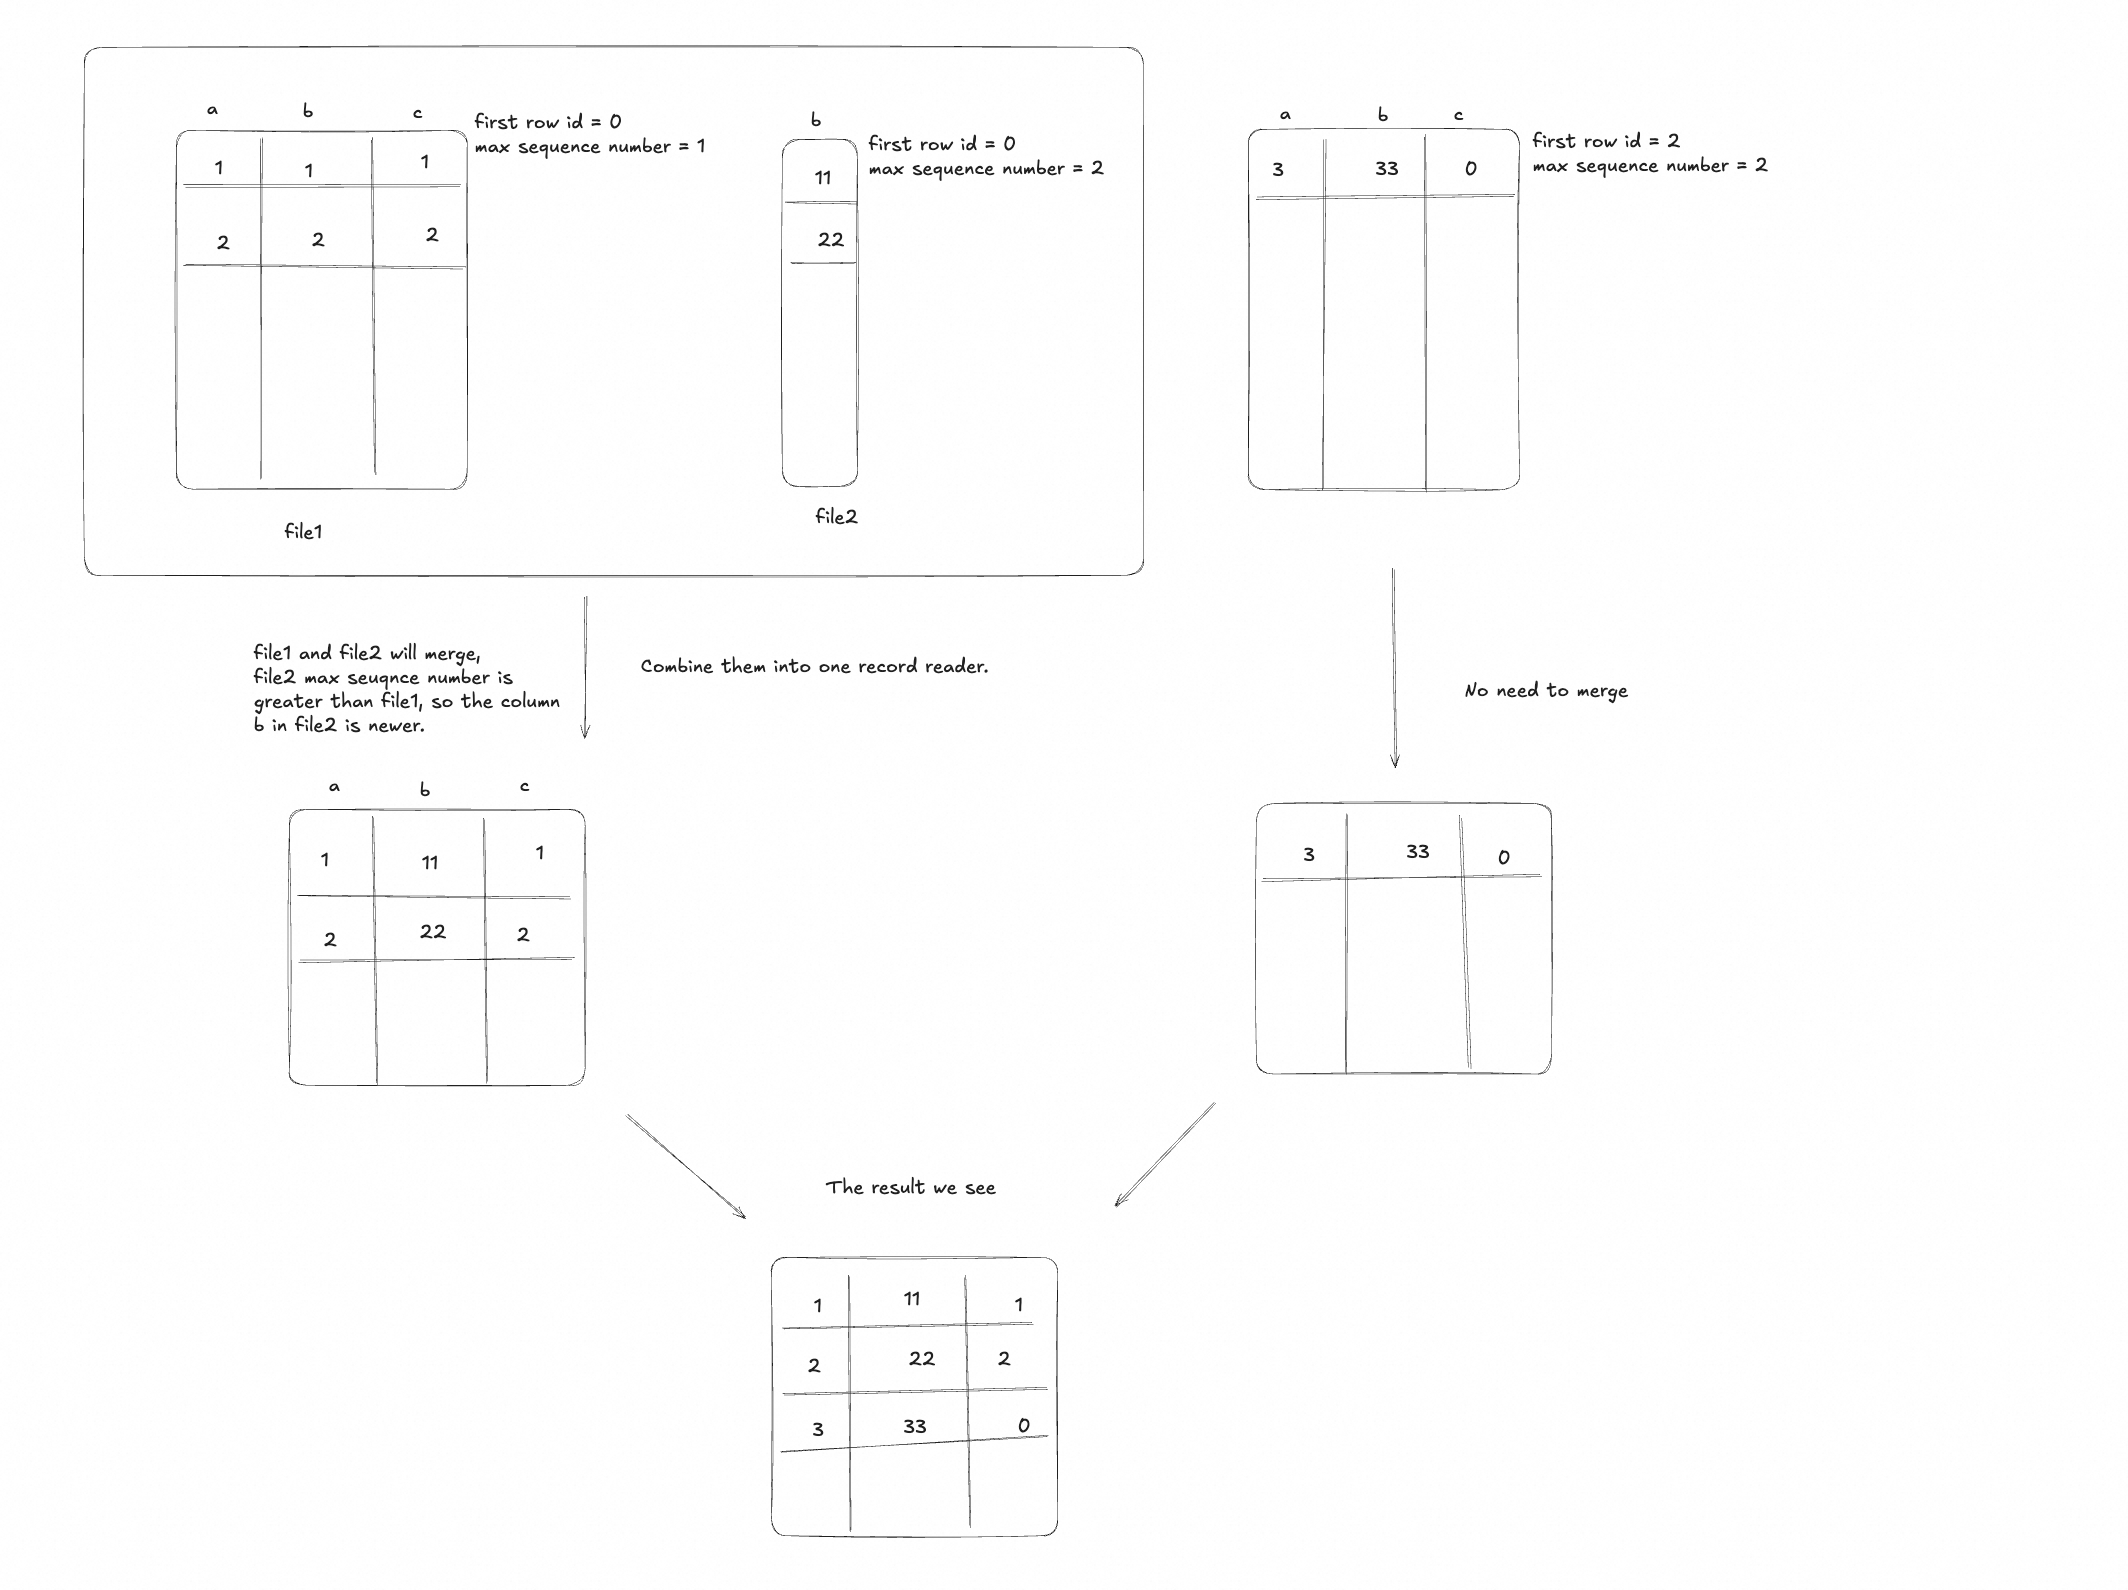 a b c
first row id = 0
max sequence number = 1
1 1 1
2 2 2
file1
b
first row id = 0
max sequence number = 2
11
22
file2
a b c
first row id = 2
max sequence number = 2
3 33 0
file1 and file2 will merge,
file2 max seuqnce number is
greater than file1, so the column
b in file2 is newer.
Combine them into one record reader.
No need to merge
a b c
1 11 1
2 22 2
3 33 0
The result we see
1 11 1
2 22 2
3 33 0